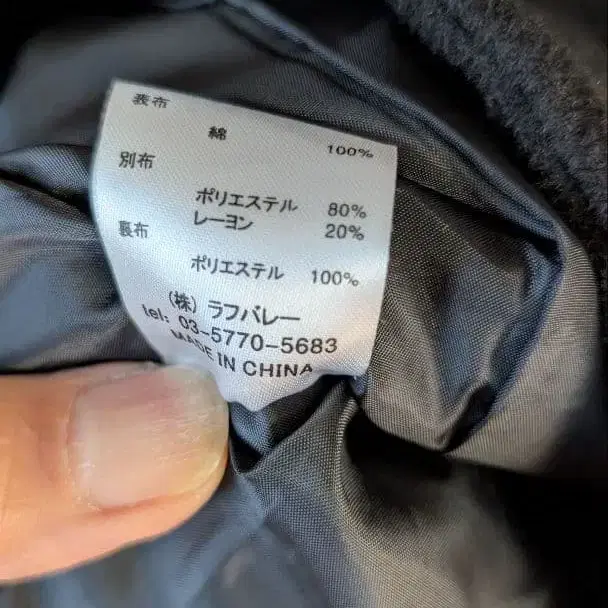 表布
綿 100%
別布
ポリエステル 80%
レーヨン 20%
裏布
ポリエステル 100%
(株) ラフバレー
tel: 03-5770-5683
MADE IN CHINA